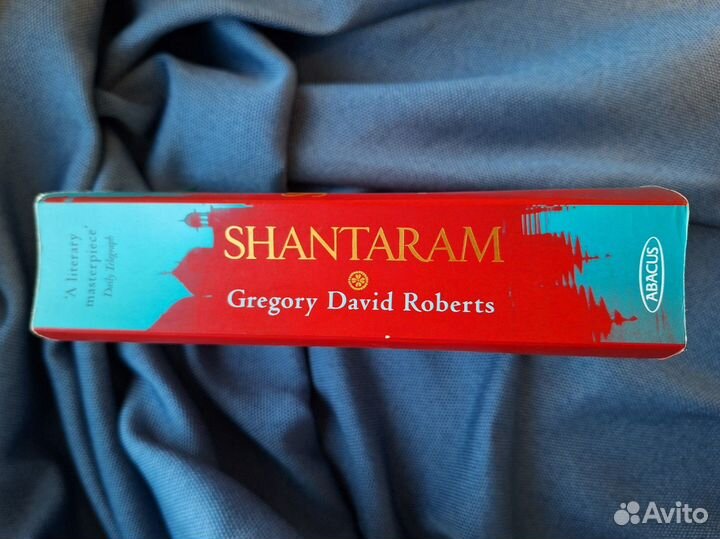 'A literary
masterpiece'
Daily Telegraph
SHANTARAM
Gregory David Roberts
ABACUS
Avito